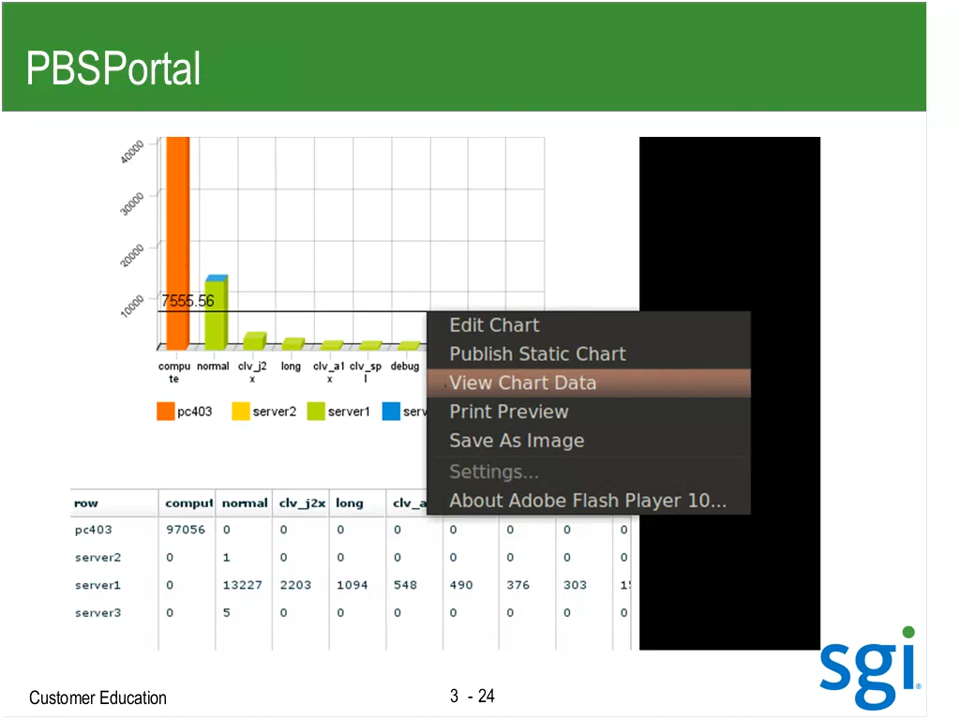 PBSPortal
40000
30000
20000
10000
7555.56
compu
te
normal
clv_j2
x
long
clv_a1
x
clv_sp
l
debug
pc403
server2
server1
serv
Edit Chart
Publish Static Chart
View Chart Data
Print Preview
Save As Image
Settings...
About Adobe Flash Player 10...
row comput normal clv_j2x long clv_a
pc403 97056 0 0 0 0 0 0 0 0
server2 0 1 0 0 0 0 0 0 0
server1 0 13227 2203 1094 548 490 376 303 1
server3 0 5 0 0 0 0 0 0 0
sgi
Customer Education
3 - 24